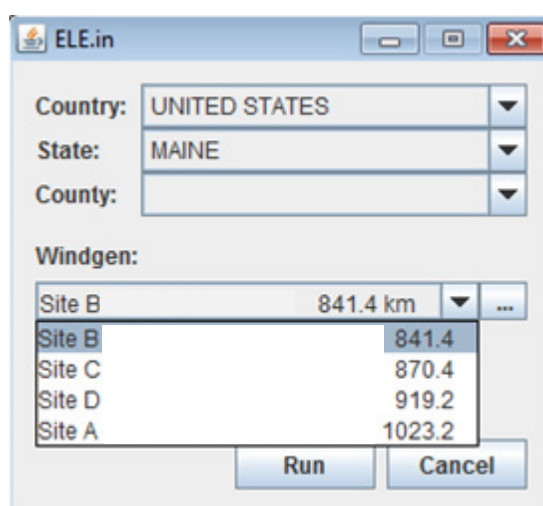 ELE.in
Country: UNITED STATES
State: MAINE
County:
Windgen:
Site B 841.4 km ...
Site B 841.4
Site C 870.4
Site D 919.2
Site A 1023.2
Run Cancel